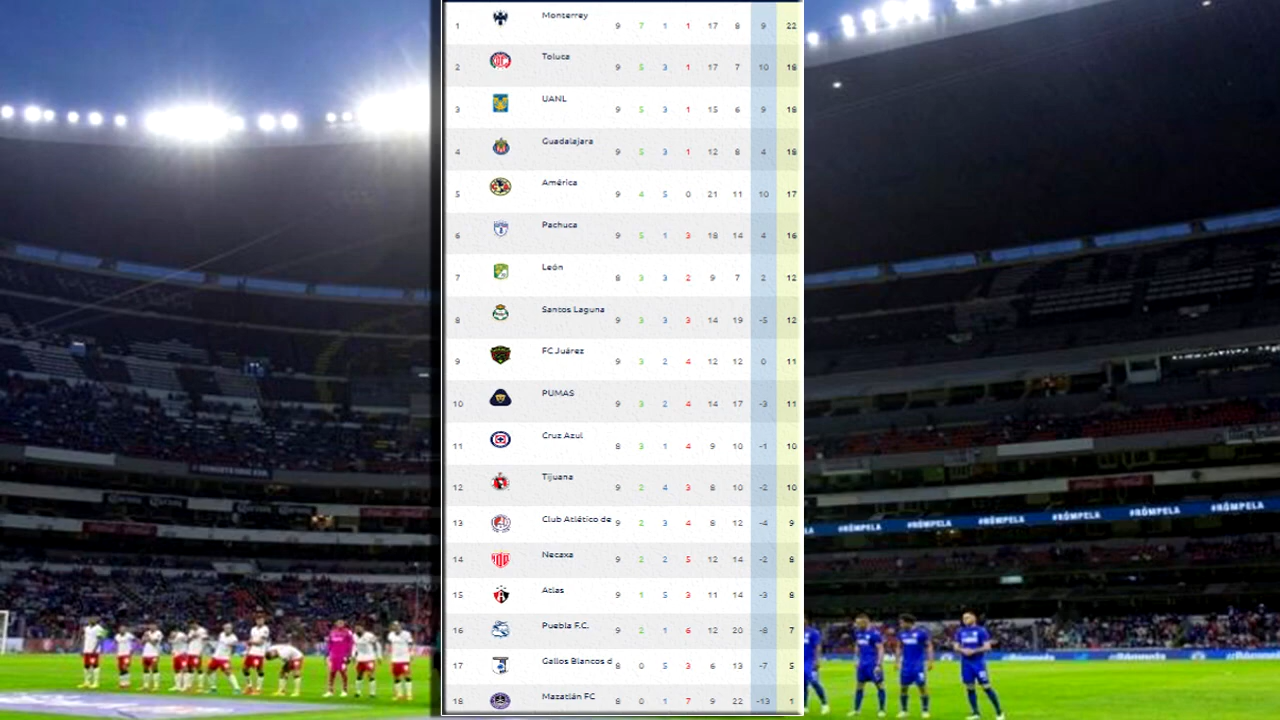 1 Monterrey 9 7 1 1 17 8 9 22
2 Toluca 9 5 3 1 17 7 10 18
3 UANL 9 5 3 1 15 6 9 18
4 Guadalajara 9 5 3 1 12 8 4 18
5 América 9 4 5 0 21 11 10 17
6 Pachuca 9 5 1 3 18 14 4 16
7 León 8 3 3 2 9 7 2 12
8 Santos Laguna 9 3 3 3 14 19 -5 12
9 FC Juárez 9 3 2 4 12 12 0 11
10 PUMAS 9 3 2 4 14 17 -3 11
11 Cruz Azul 8 3 1 4 9 10 -1 10
12 Tijuana 9 2 4 3 8 10 -2 10
13 Club Atlético de 9 2 3 4 8 12 -4 9
14 Necaxa 9 2 2 5 12 14 -2 8
15 Atlas 9 1 5 3 11 14 -3 8
16 Puebla F.C. 9 2 1 6 12 20 -8 7
17 Gallos Blancos d 8 0 5 3 6 13 -7 5
18 Mazatlán FC 8 0 1 7 9 22 -13 1
#RÓMPELA #RÓMPELA #RÓMPELA #RÓMPELA #RÓMPELA #RÓMPELA